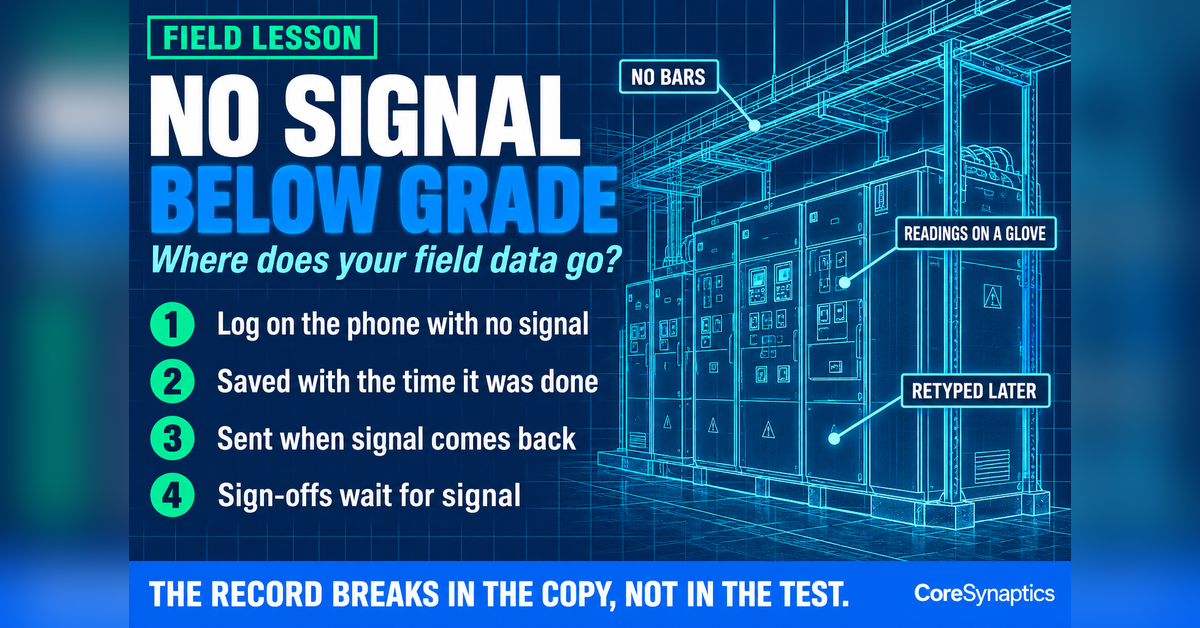 FIELD LESSON
NO SIGNAL
BELOW GRADE
Where does your field data go?
1 Log on the phone with no signal
2 Saved with the time it was done
3 Sent when signal comes back
4 Sign-offs wait for signal
NO BARS
READINGS ON A GLOVE
RETYPED LATER
THE RECORD BREAKS IN THE COPY, NOT IN THE TEST.
CoreSynaptics